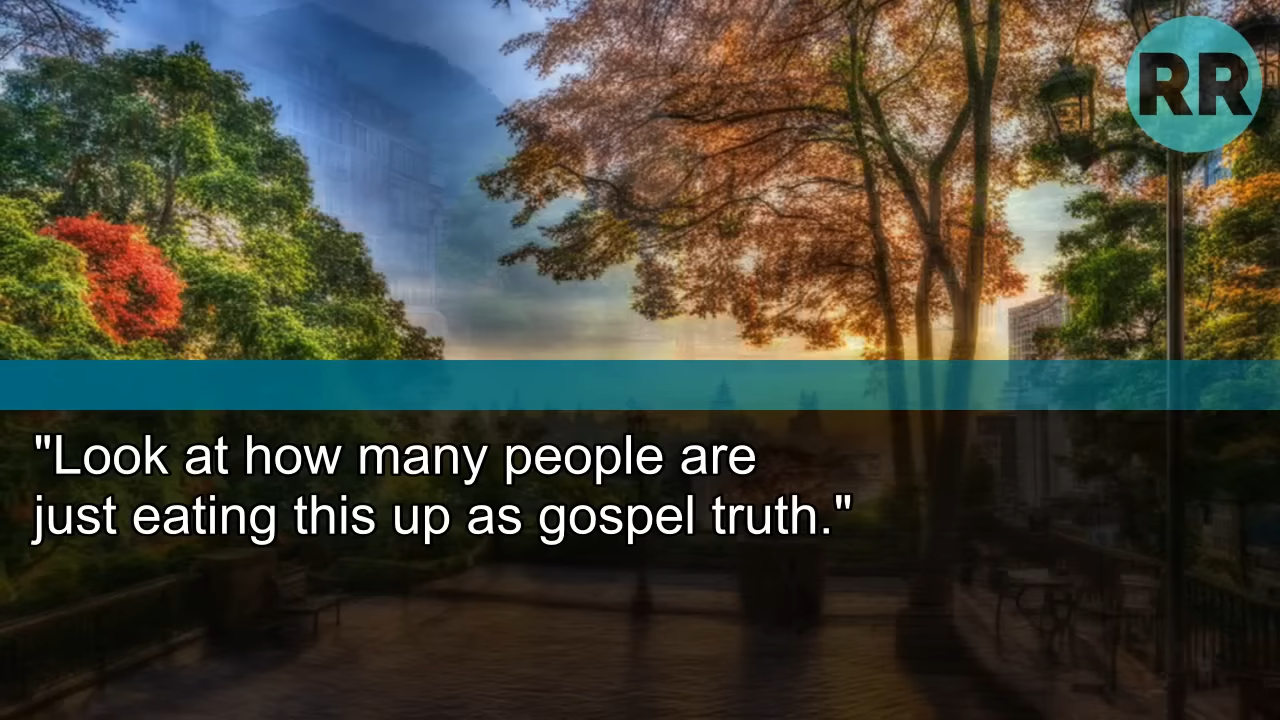 RR
"Look at how many people are
just eating this up as gospel truth."